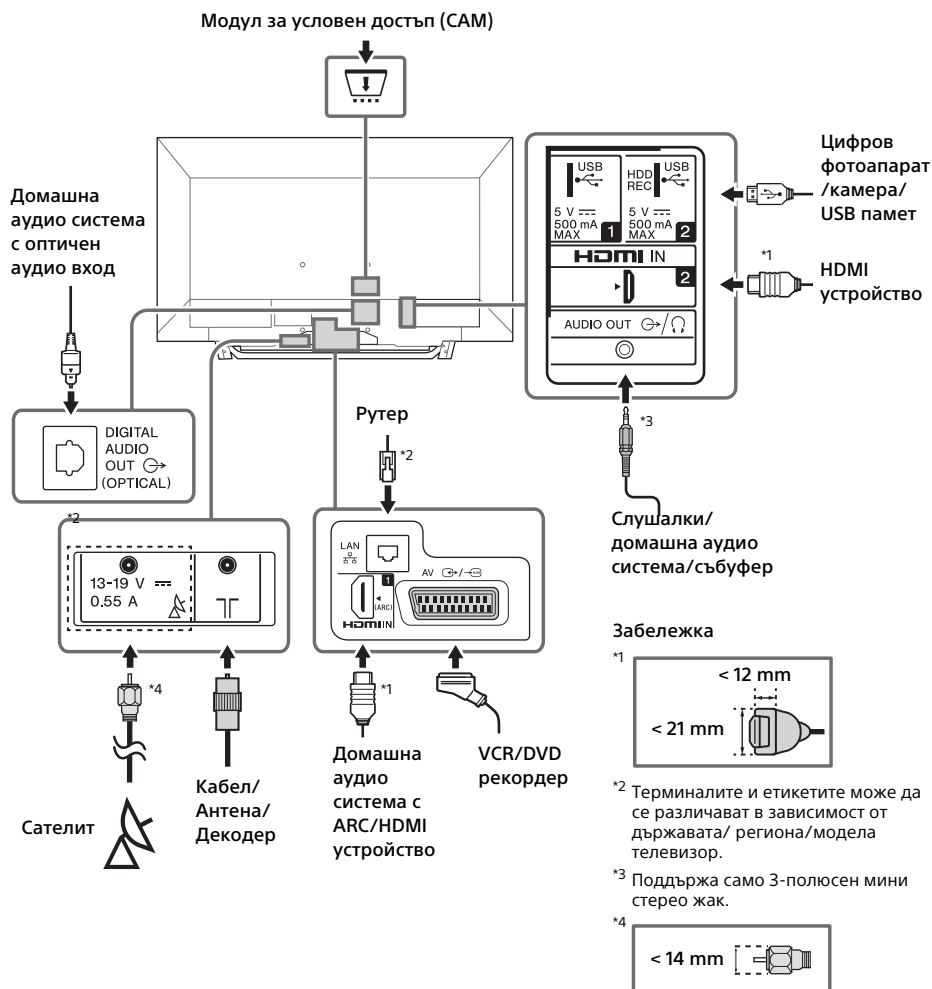 Модул за условен достъп (CAM)
Домашна
аудио система
с оптичен
аудио вход
DIGITAL
AUDIO
OUT
(OPTICAL)
USB
5 V
500 mA
MAX
1
HDD
REC
USB
5 V
500 mA
MAX
2
HDMI IN
2
AUDIO OUT
Цифров
фотоапарат
/камера/
USB памет
*1
HDMI
устройство
*3
Слушалки/
домашна аудио
система/събуфер
Рутер
*2
*2
13-19 V
0.55 A
*4
Сателит
Кабел/
Антена/
Декодер
LAN
1
(ARC)
HDMI IN
AV
*1
Домашна
аудио
система с
ARC/HDMI
устройство
VCR/DVD
рекордер
Забележка
*1
< 12 mm
< 21 mm
*2 Терминалите и етикетите може да
се различават в зависимост от
държавата/ региона/модела
телевизор.
*3 Поддържа само 3-полюсен мини
стерео жак.
*4
< 14 mm